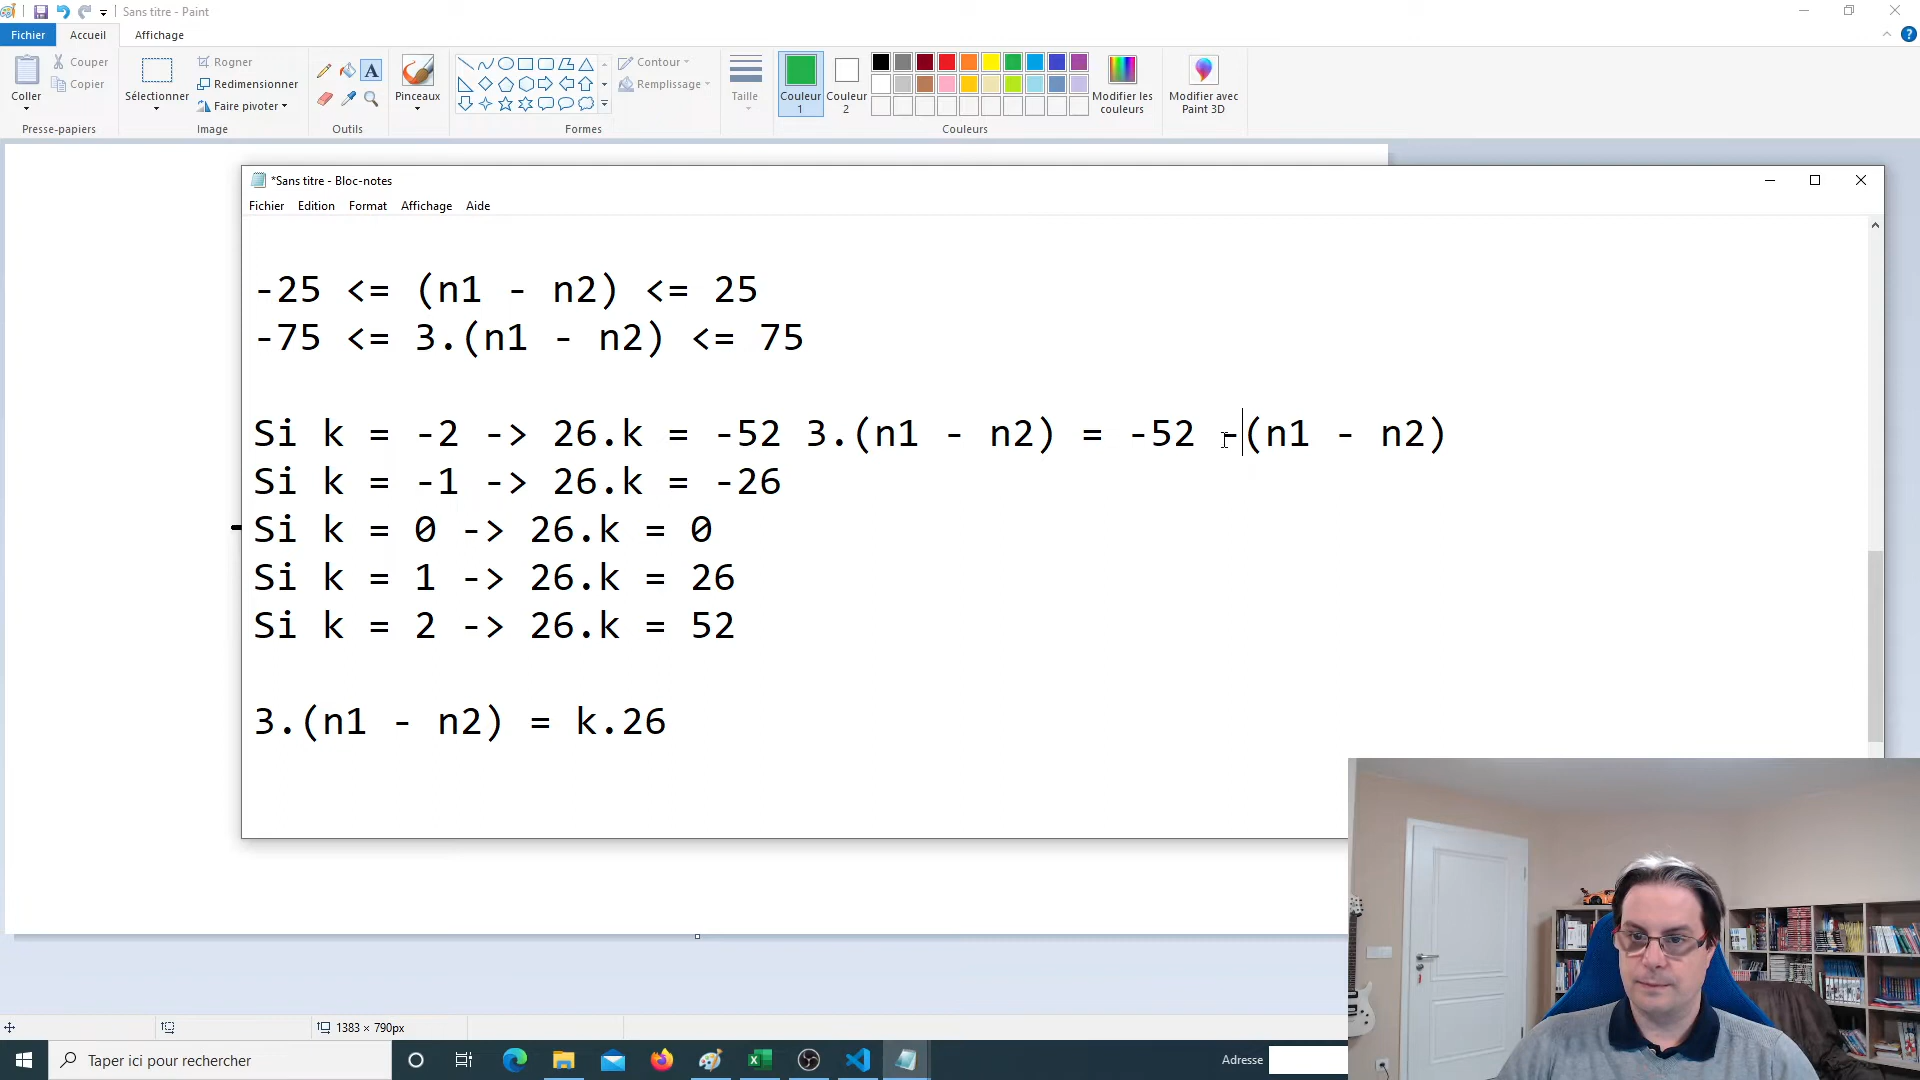 Sans titre - Paint
Fichier Accueil Affichage
Coller
Couper
Copier
Presse-papiers
Sélectionner
Rogner
Redimensionner
Faire pivoter
Image
A
Outils
Pinceaux
Contour
Remplissage
Formes
Taille
Couleur 1
Couleur 2
Modifier les couleurs
Couleurs
Modifier avec Paint 3D
*Sans titre - Bloc-notes
Fichier Edition Format Affichage Aide
-25 <= (n1 - n2) <= 25
-75 <= 3.(n1 - n2) <= 75
Si k = -2 -> 26.k = -52 3.(n1 - n2) = -52 -(n1 - n2)
Si k = -1 -> 26.k = -26
Si k = 0 -> 26.k = 0
Si k = 1 -> 26.k = 26
Si k = 2 -> 26.k = 52
3.(n1 - n2) = k.26
1383 × 790px
Taper ici pour rechercher
Adresse